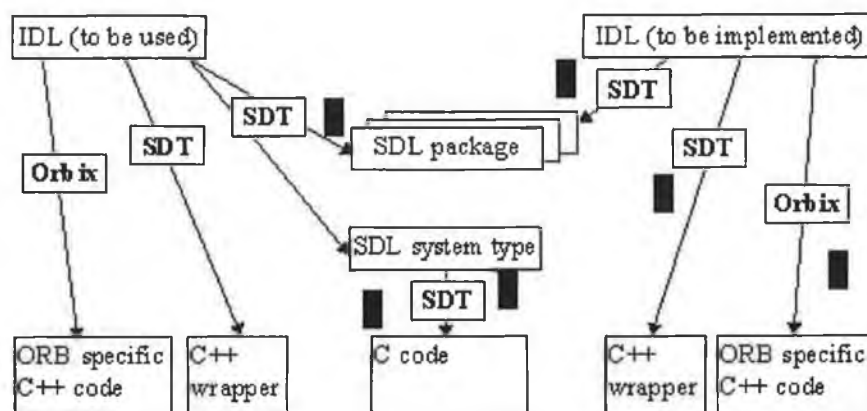 IDL (to be used)
IDL (to be implemented)
SDT
SDT
SDL package
SDT
SDT
Orbix
Orbix
SDL system type
SDT
ORB specific
C++ code
C++
wrapper
C code
C++
wrapper
ORB specific
C++ code